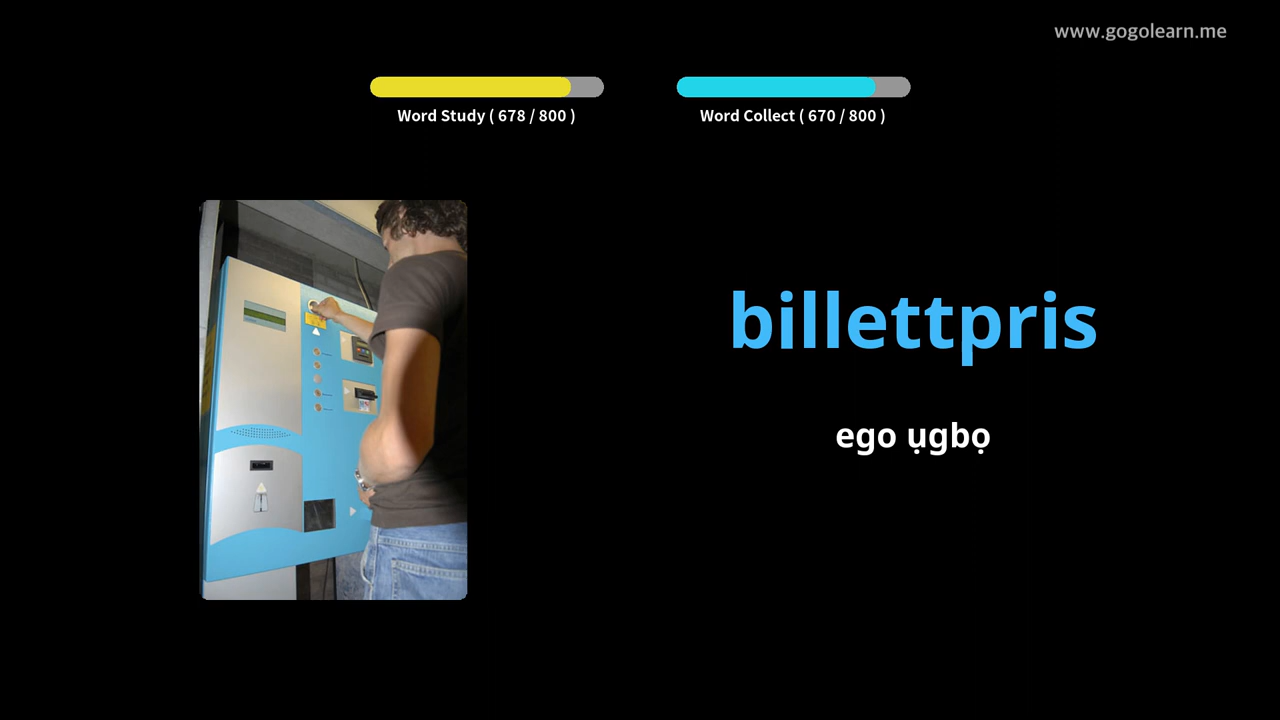 www.gogolearn.me
Word Study ( 678 / 800 )
Word Collect ( 670 / 800 )
billettpris
ego ụgbọ